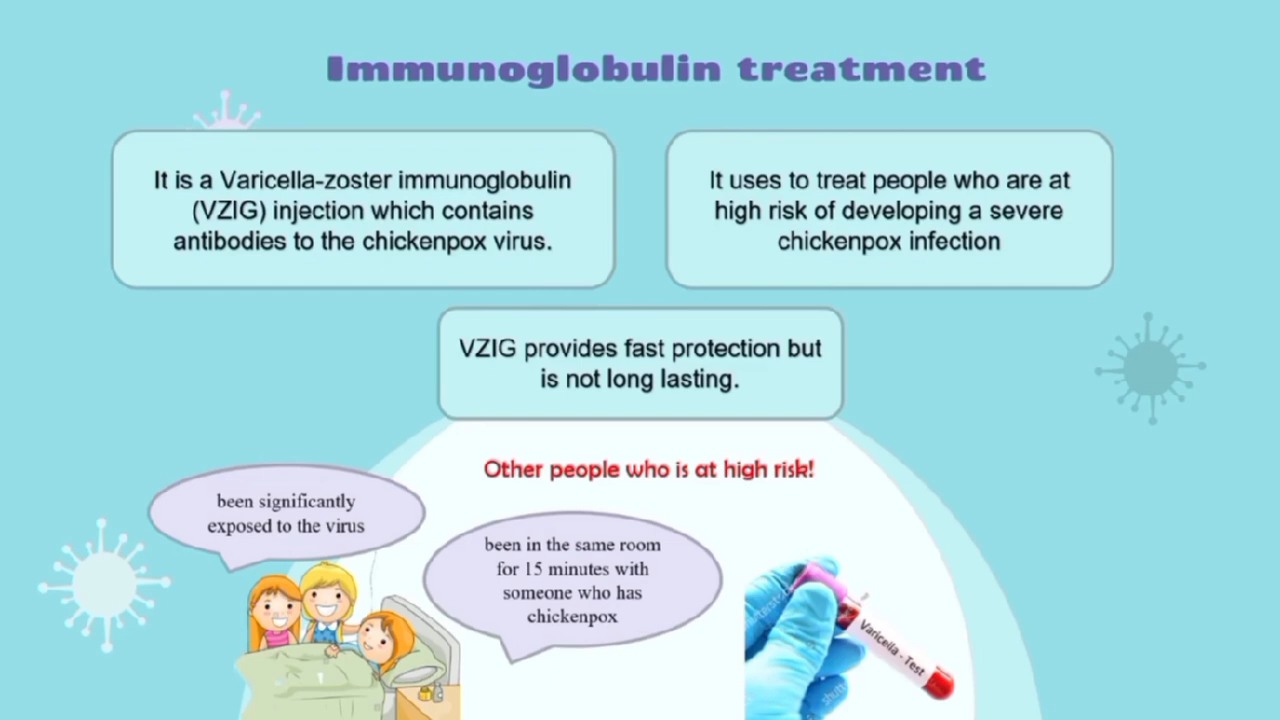 Immunoglobulin treatment
It is a Varicella-zoster immunoglobulin
(VZIG) injection which contains
antibodies to the chickenpox virus.
It uses to treat people who are at
high risk of developing a severe
chickenpox infection
VZIG provides fast protection but
is not long lasting.
Other people who is at high risk!
been significantly
exposed to the virus
been in the same room
for 15 minutes with
someone who has
chickenpox
Varicella - Test